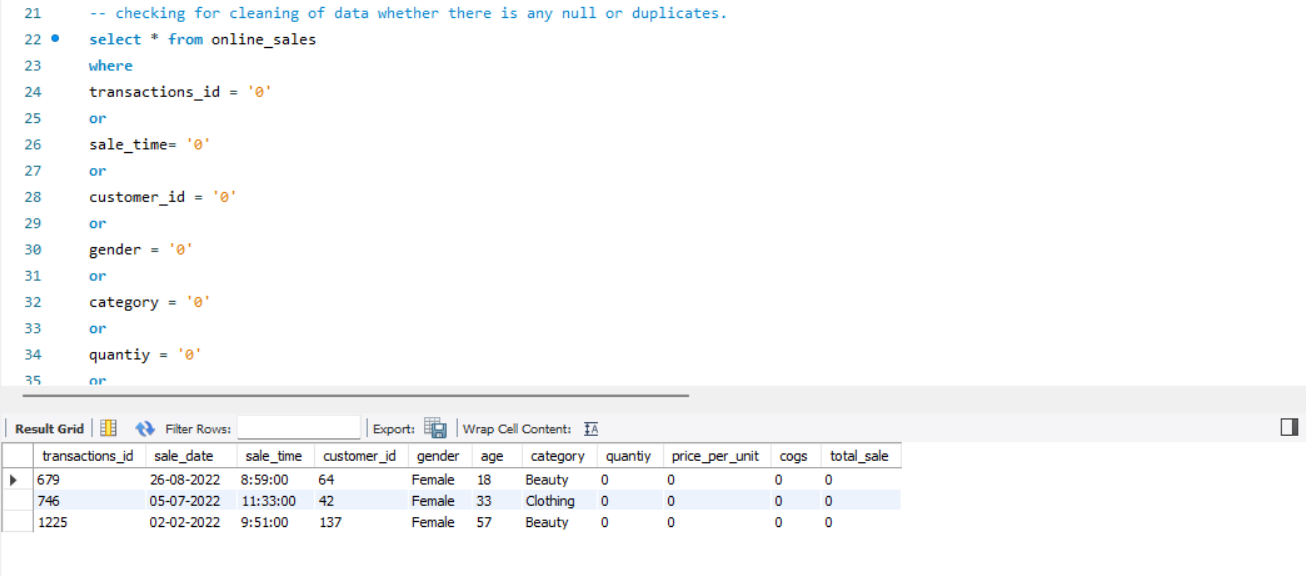 21 -- checking for cleaning of data whether there is any null or duplicates.
22 select * from online_sales
23 where
24 transactions_id = '0'
25 or
26 sale_time= '0'
27 or
28 customer_id = '0'
29 or
30 gender = '0'
31 or
32 category = '0'
33 or
34 quantiy = '0'
35 or
Result Grid Filter Rows: Export: Wrap Cell Content: IA
transactions_id sale_date sale_time customer_id gender age category quantiy price_per_unit cogs total_sale
679 26-08-2022 8:59:00 64 Female 18 Beauty 0 0 0 0
746 05-07-2022 11:33:00 42 Female 33 Clothing 0 0 0 0
1225 02-02-2022 9:51:00 137 Female 57 Beauty 0 0 0 0